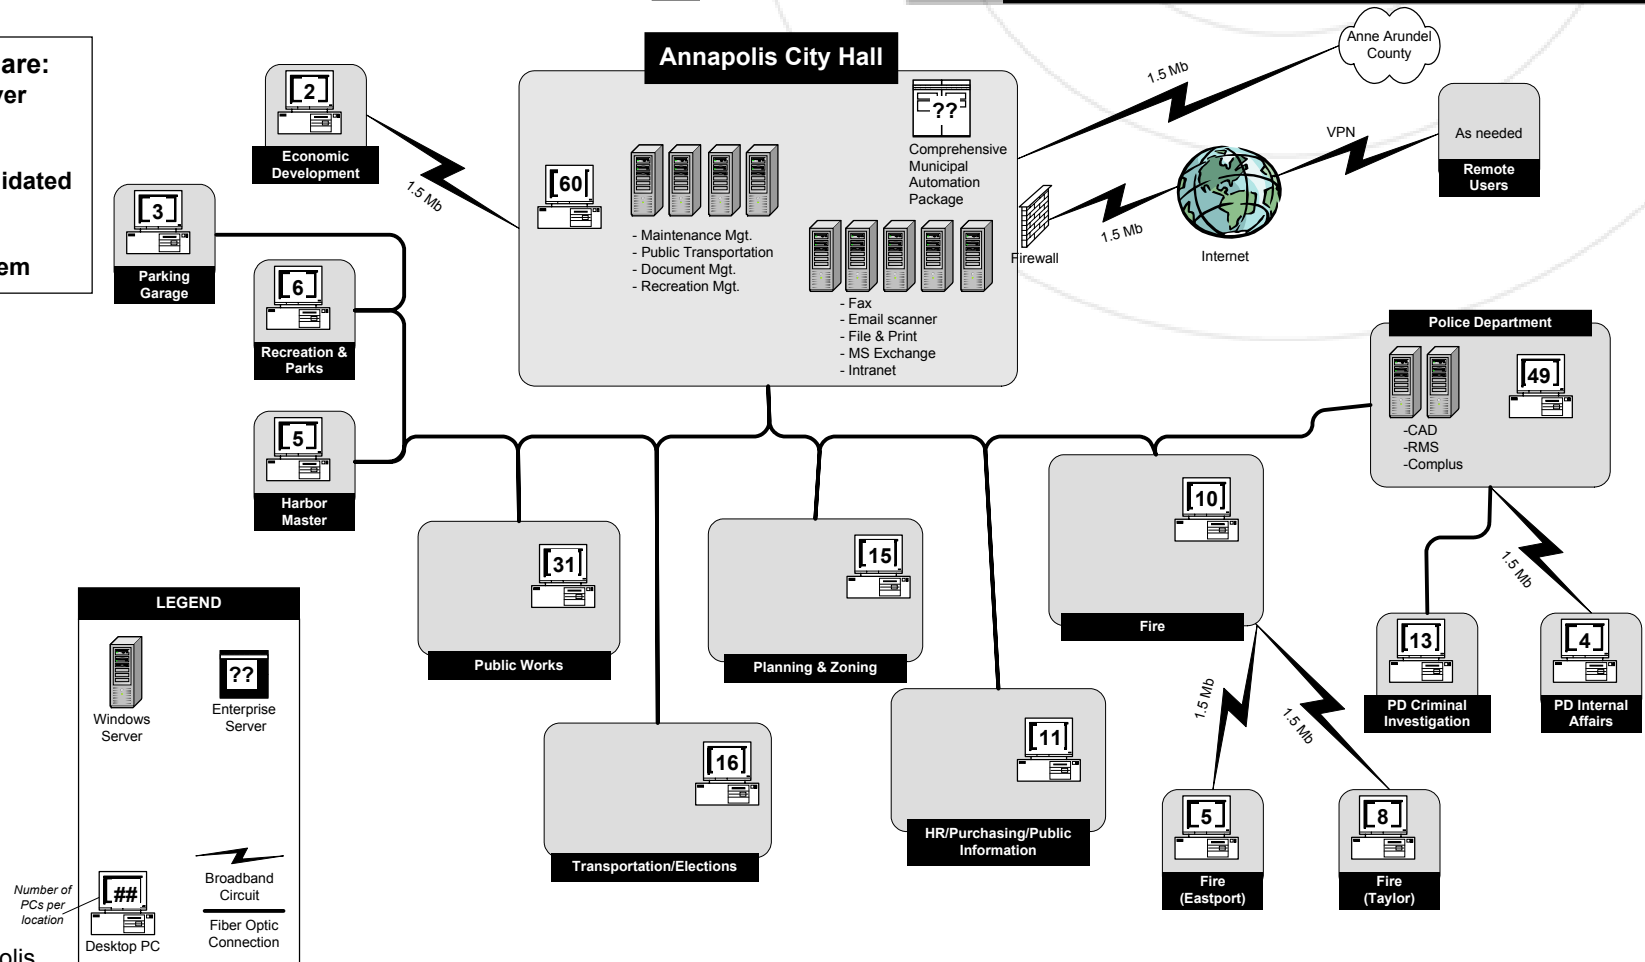 are:
ver
idated
em
Annapolis City Hall
[2]
Economic
Development
1.5 Mb
[3]
Parking
Garage
[6]
Recreation &
Parks
[5]
Harbor
Master
[60]
- Maintenance Mgt.
- Public Transportation
- Document Mgt.
- Recreation Mgt.
??
Comprehensive
Municipal
Automation
Package
- Fax
- Email scanner
- File & Print
- MS Exchange
- Intranet
1.5 Mb
Anne Arundel
County
Firewall
1.5 Mb
Internet
VPN
As needed
Remote
Users
Police Department
[49]
-CAD
-RMS
-Complus
[31]
Public Works
[15]
Planning & Zoning
[10]
Fire
1.5 Mb
[13]
PD Criminal
Investigation
[4]
PD Internal
Affairs
[16]
Transportation/Elections
[11]
HR/Purchasing/Public
Information
1.5 Mb
1.5 Mb
[5]
Fire
(Eastport)
[8]
Fire
(Taylor)
LEGEND
Windows
Server
??
Enterprise
Server
Number of
PCs per
location
[##]
Desktop PC
Broadband
Circuit
Fiber Optic
Connection
olis